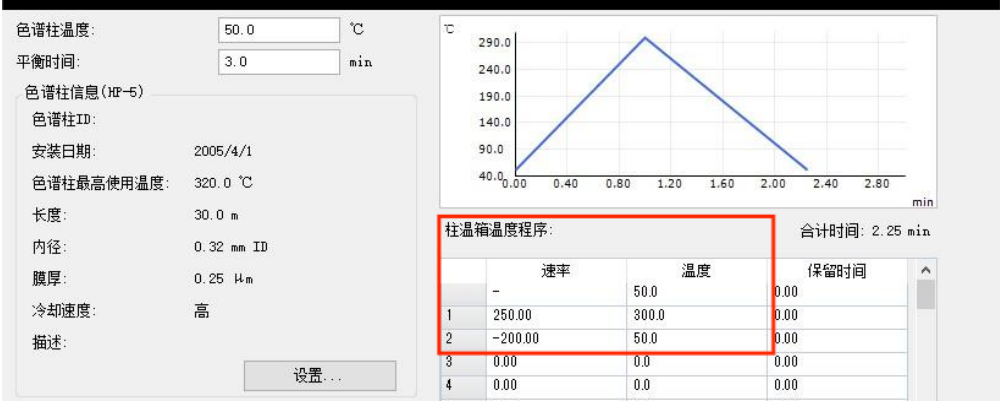 色谱柱温度: 50.0 ℃
平衡时间: 3.0 min
色谱柱信息(HP-5)
色谱柱ID:
安装日期: 2005/4/1
色谱柱最高使用温度: 320.0 ℃
长度: 30.0 m
内径: 0.32 mm ID
膜厚: 0.25 μm
冷却速度: 高
描述:
设置...
℃
290.0
240.0
190.0
140.0
90.0
40.0
0.00 0.40 0.80 1.20 1.60 2.00 2.40 2.80
min
柱温箱温度程序: 合计时间: 2.25 min
速率 温度 保留时间
- 50.0 0.00
1 250.00 300.0 0.00
2 -200.00 50.0 0.00
3 0.00 0.0 0.00
4 0.00 0.0 0.00